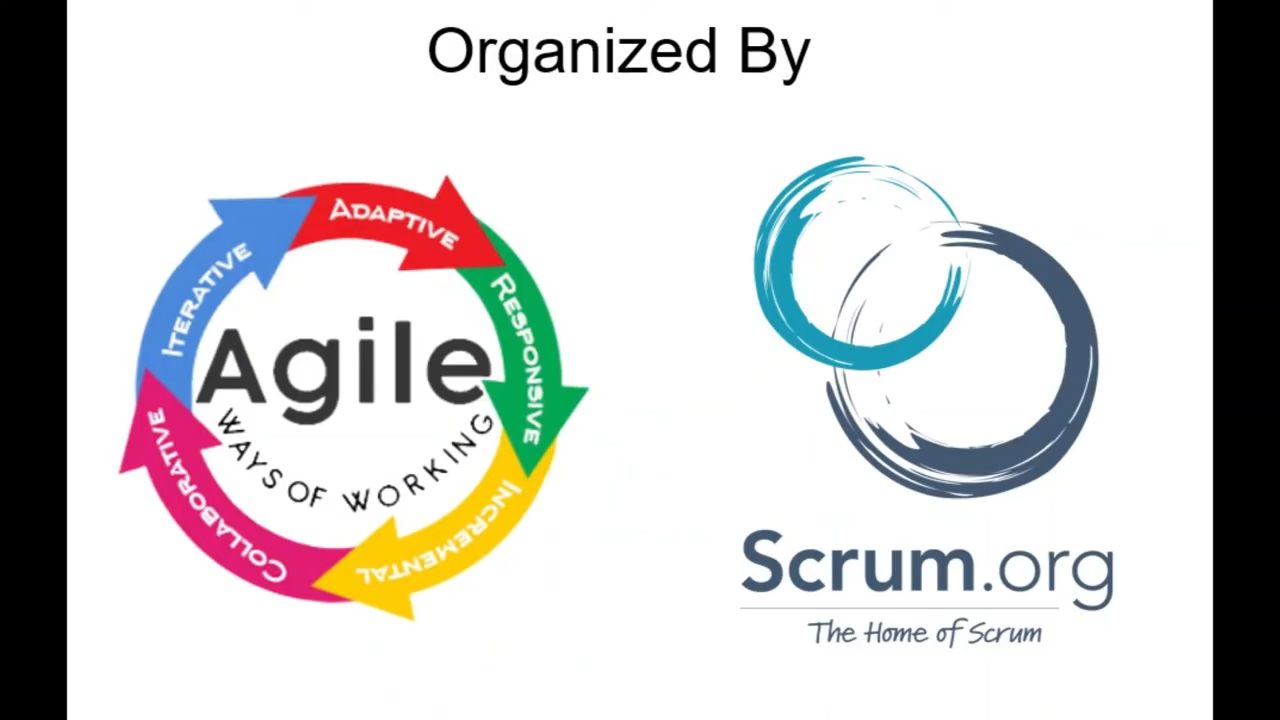 Organized By
ADAPTIVE
RESPONSIVE
INCREMENTAL
COLLABORATIVE
ITERATIVE
Agile
WAYS OF WORKING
Scrum.org
The Home of Scrum